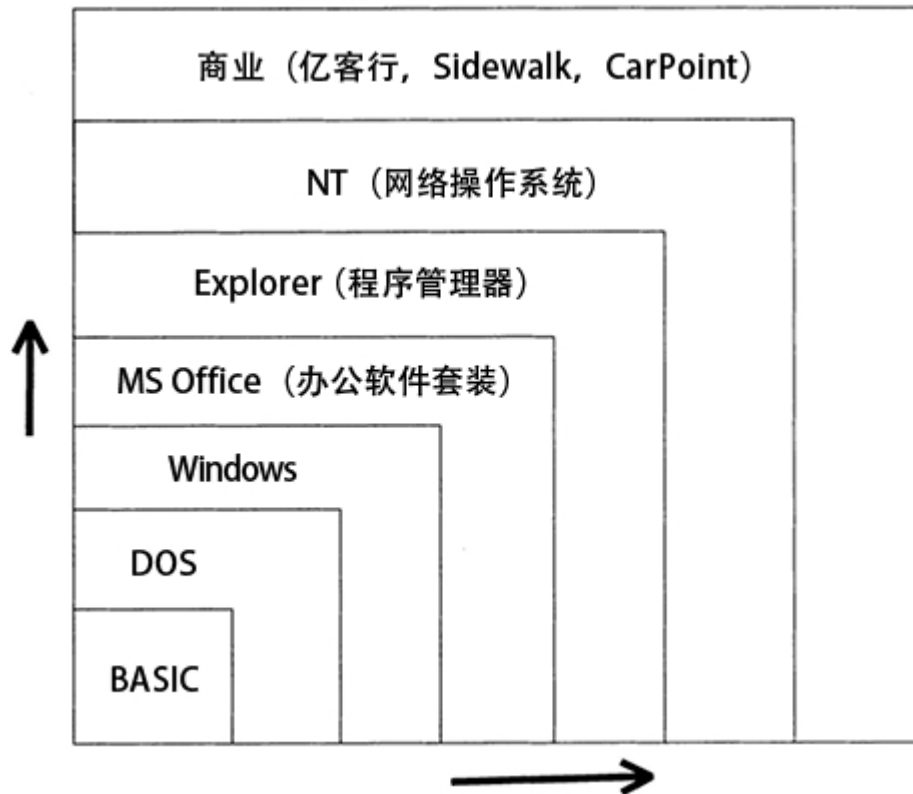 商业（亿客行，Sidewalk，CarPoint）
NT（网络操作系统）
Explorer（程序管理器）
MS Office（办公软件套装）
Windows
DOS
BASIC